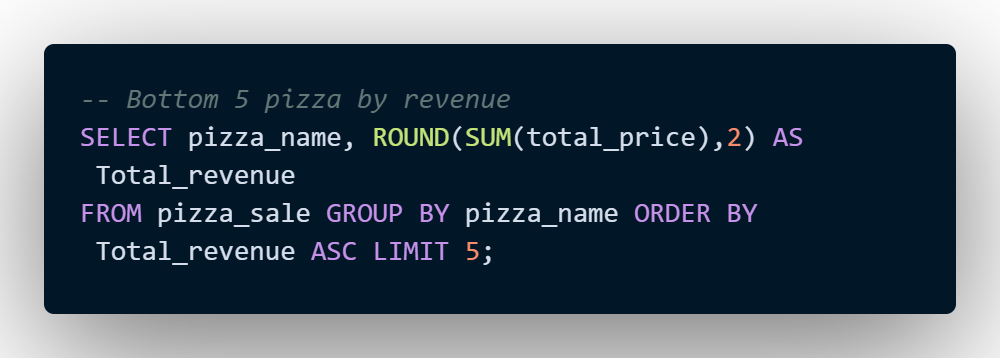 -- Bottom 5 pizza by revenue
SELECT pizza_name, ROUND(SUM(total_price),2) AS
Total_revenue
FROM pizza_sale GROUP BY pizza_name ORDER BY
Total_revenue ASC LIMIT 5;